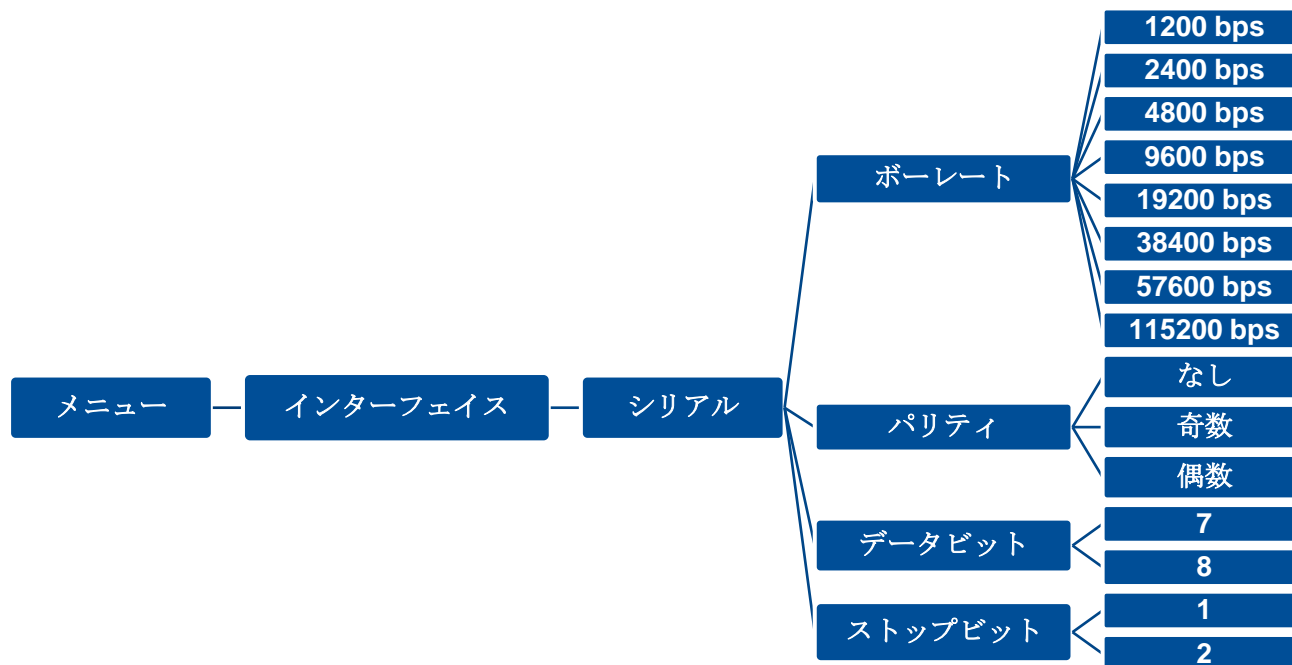 メニュー
インターフェイス
シリアル
ボーレート
1200 bps
2400 bps
4800 bps
9600 bps
19200 bps
38400 bps
57600 bps
115200 bps
パリティ
なし
奇数
偶数
データビット
7
8
ストップビット
1
2